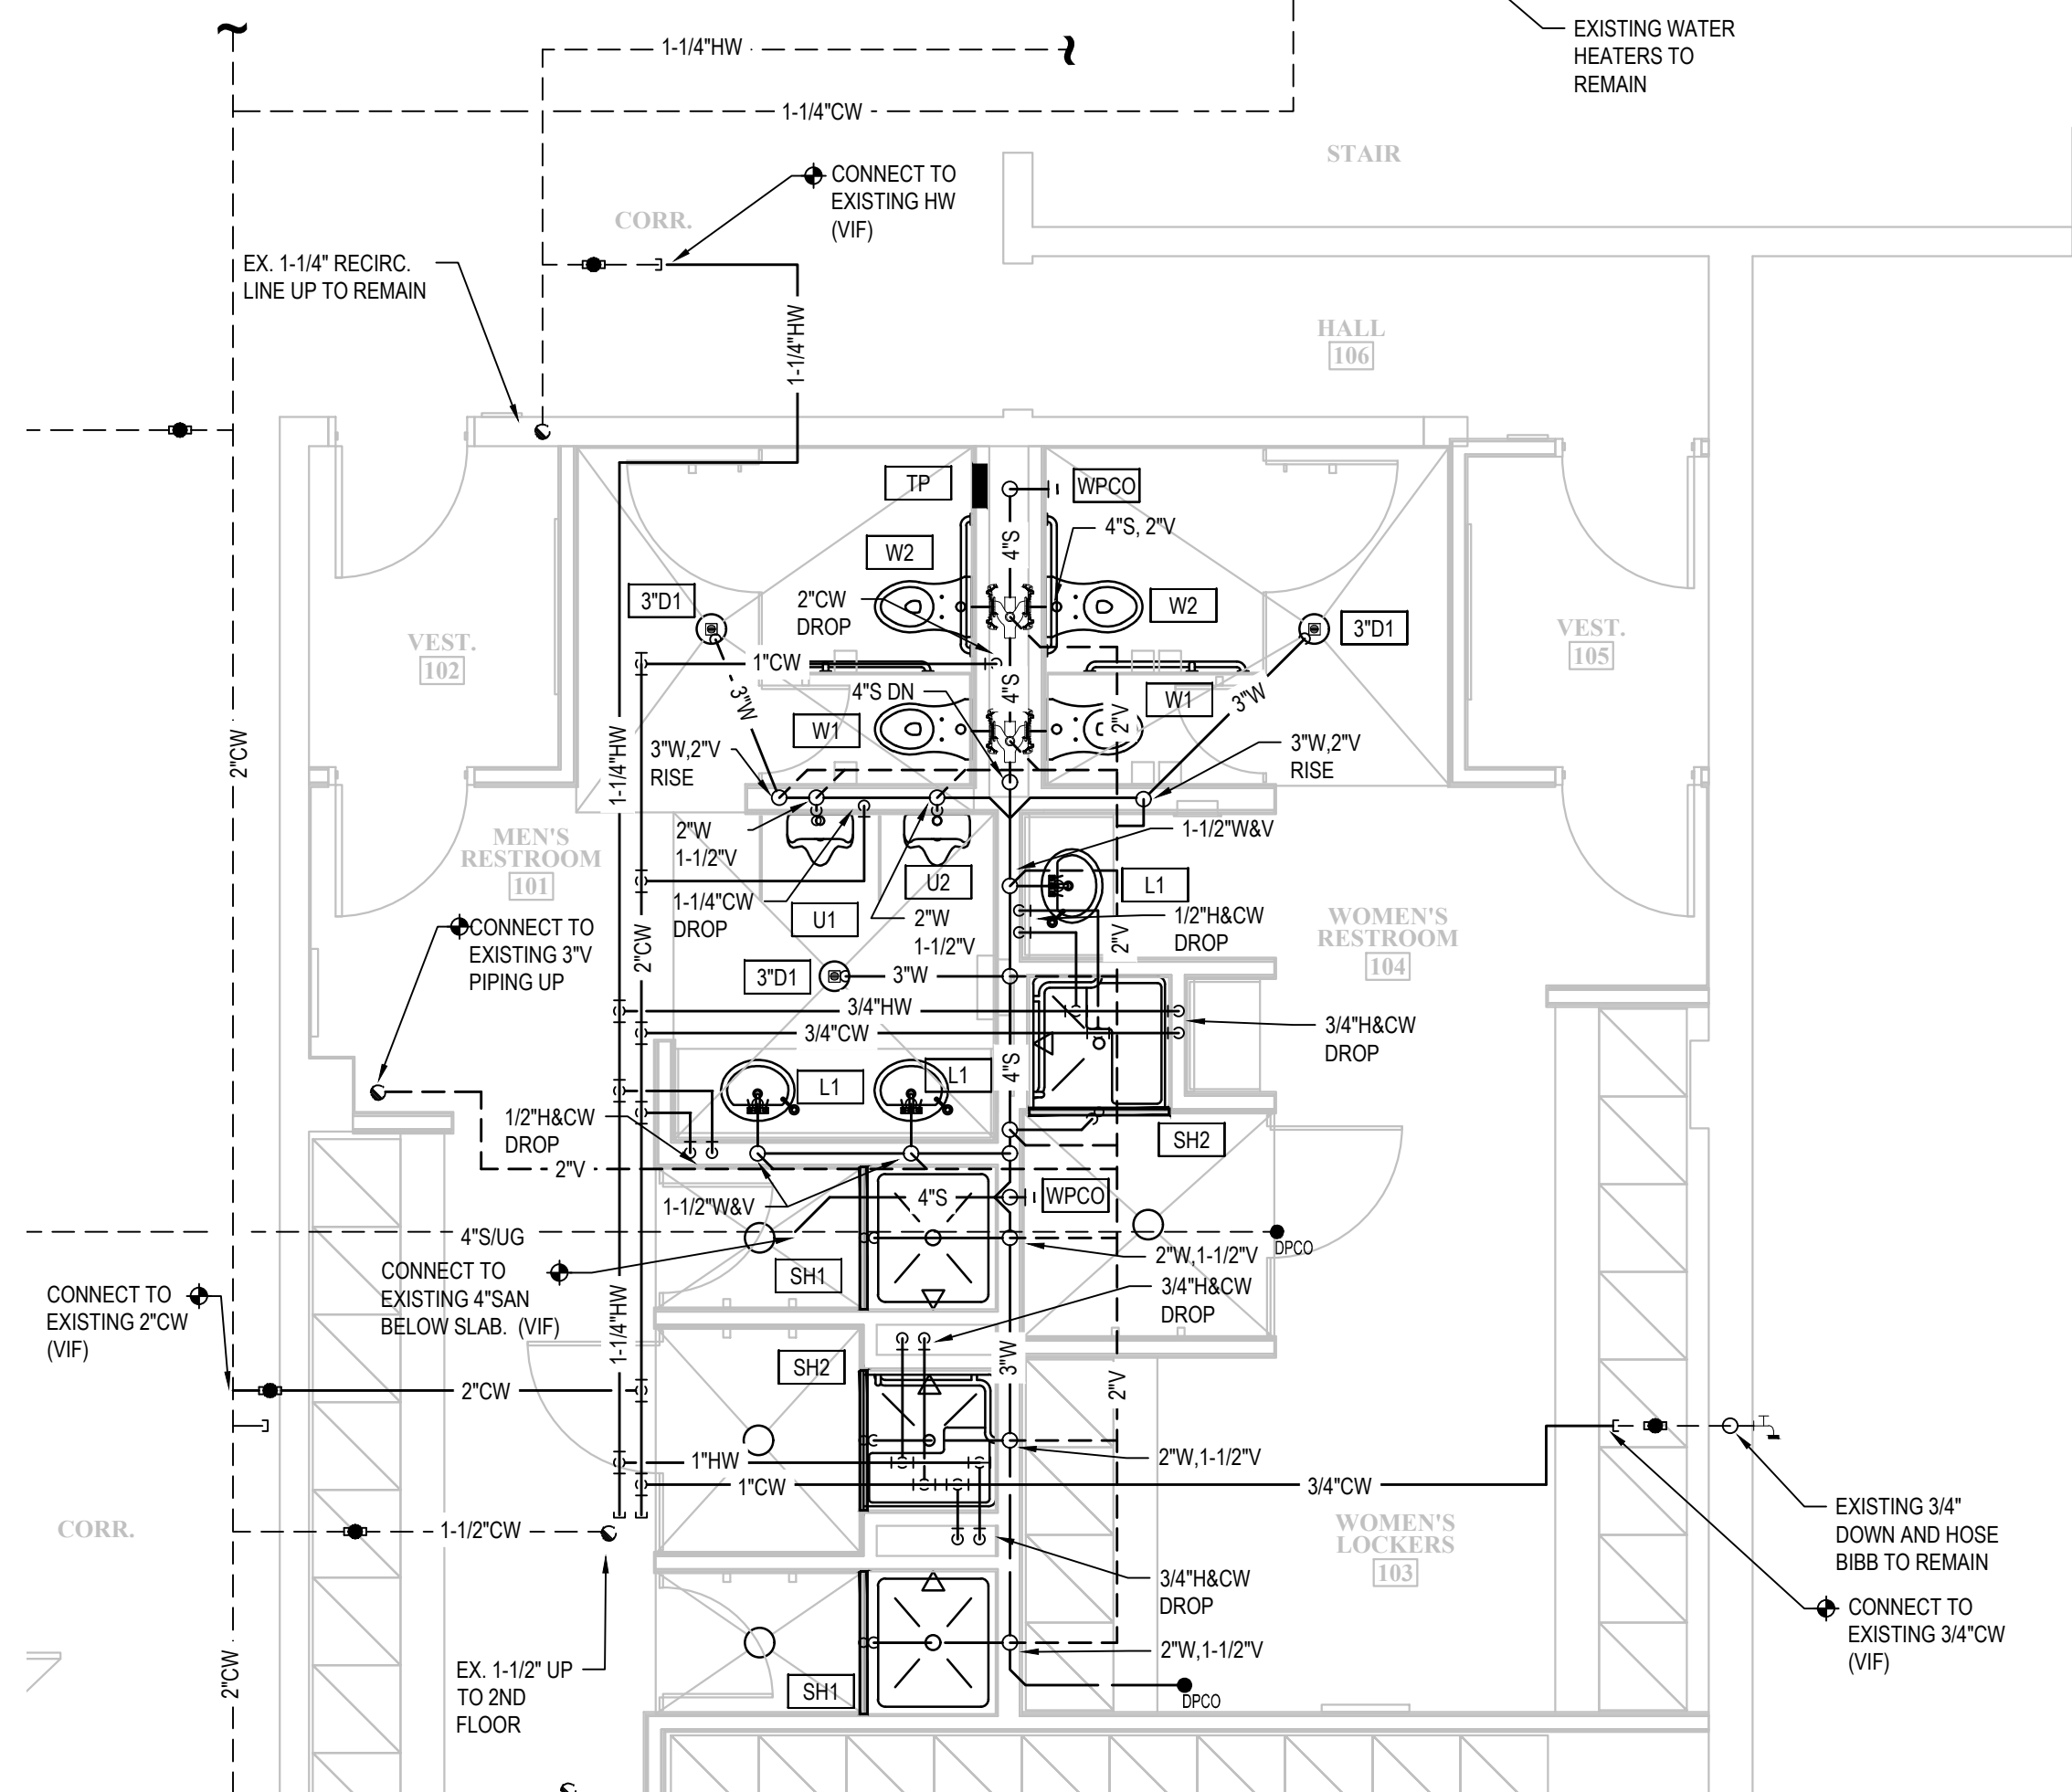 1-1/4"HW
EXISTING WATER
HEATERS TO
REMAIN
1-1/4"CW
STAIR
CONNECT TO
EXISTING HW
(VIF)
CORR.
EX. 1-1/4" RECIRC.
LINE UP TO REMAIN
1-1/4"HW
HALL
106
TP
WPCO
4"S, 2"V
4"S
W2
3"D1
2"CW
DROP
W2
3"D1
VEST.
102
VEST.
105
1"CW
3"W
4"S DN
4"S
W1
2"V
W1
3"W
2"CW
1-1/4"HW
3"W,2"V
RISE
3"W,2"V
RISE
MEN'S
RESTROOM
101
2"W
1-1/2"V
1-1/2"W&V
U2
L1
1-1/4"CW
DROP
U1
2"W
1-1/2"V
1/2"H&CW
DROP
WOMEN'S
RESTROOM
104
CONNECT TO
EXISTING 3"V
PIPING UP
2"CW
2"V
3"D1
3"W
3/4"HW
3/4"CW
3/4"H&CW
DROP
4"S
L1
L1
1/2"H&CW
DROP
SH2
2"V
1-1/2"W&V
4"S
WPCO
4"S/UG
DPCO
2"W,1-1/2"V
CONNECT TO
EXISTING 4"SAN
BELOW SLAB. (VIF)
SH1
3/4"H&CW
DROP
CONNECT TO
EXISTING 2"CW
(VIF)
1-1/4"HW
SH2
3"W
2"V
2"CW
1"HW
2"W,1-1/2"V
1"CW
3/4"CW
EXISTING 3/4"
DOWN AND HOSE
BIBB TO REMAIN
CORR.
1-1/2"CW
WOMEN'S
LOCKERS
103
3/4"H&CW
DROP
CONNECT TO
EXISTING 3/4"CW
(VIF)
2"W,1-1/2"V
2"CW
EX. 1-1/2" UP
TO 2ND
FLOOR
SH1
DPCO